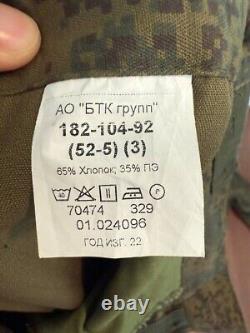 АО "БТК групп"
182-104-92
(52-5) (3)
65% Хлопок; 35% ПЭ
70474 329
01.024096
ГОД ИЗГ. 22
ebay